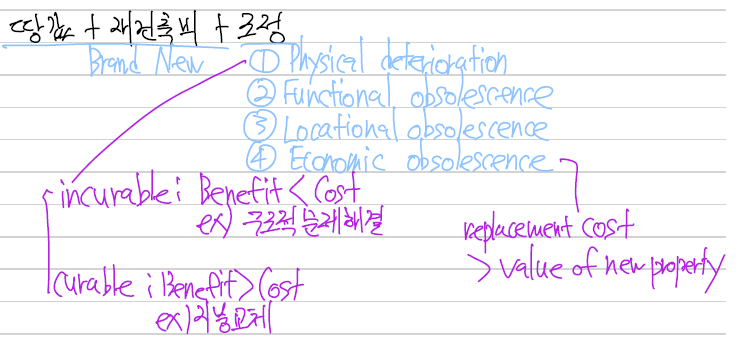 땅값 + 재건축비 + 조정
Brand New
① Physical deterioration
② Functional obsolescence
③ Locational obsolescence
④ Economic obsolescence
incurable : Benefit < Cost
ex) 구조적 문제해결
replacement cost
> value of new property
curable : Benefit > Cost
ex) 지붕교체